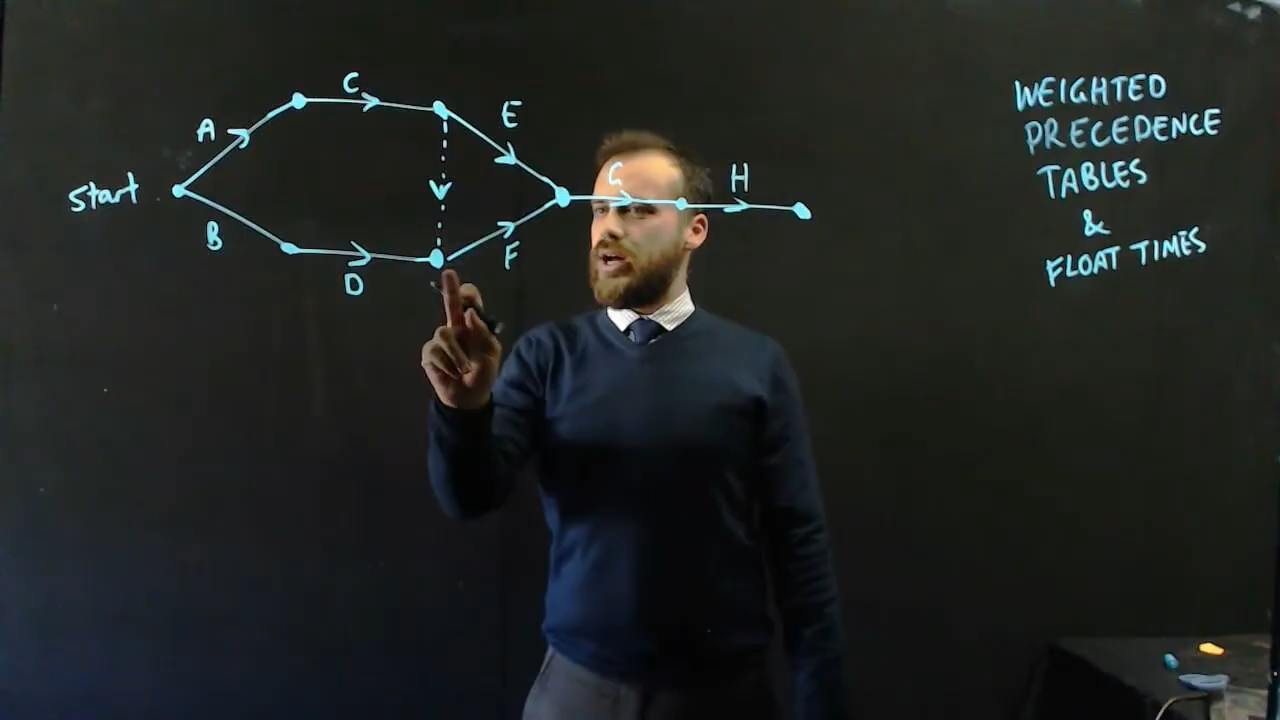 C
A
E
Start
B
G
H
D
F
WEIGHTED
PRECEDENCE
TABLES
&
FLOAT TIMES